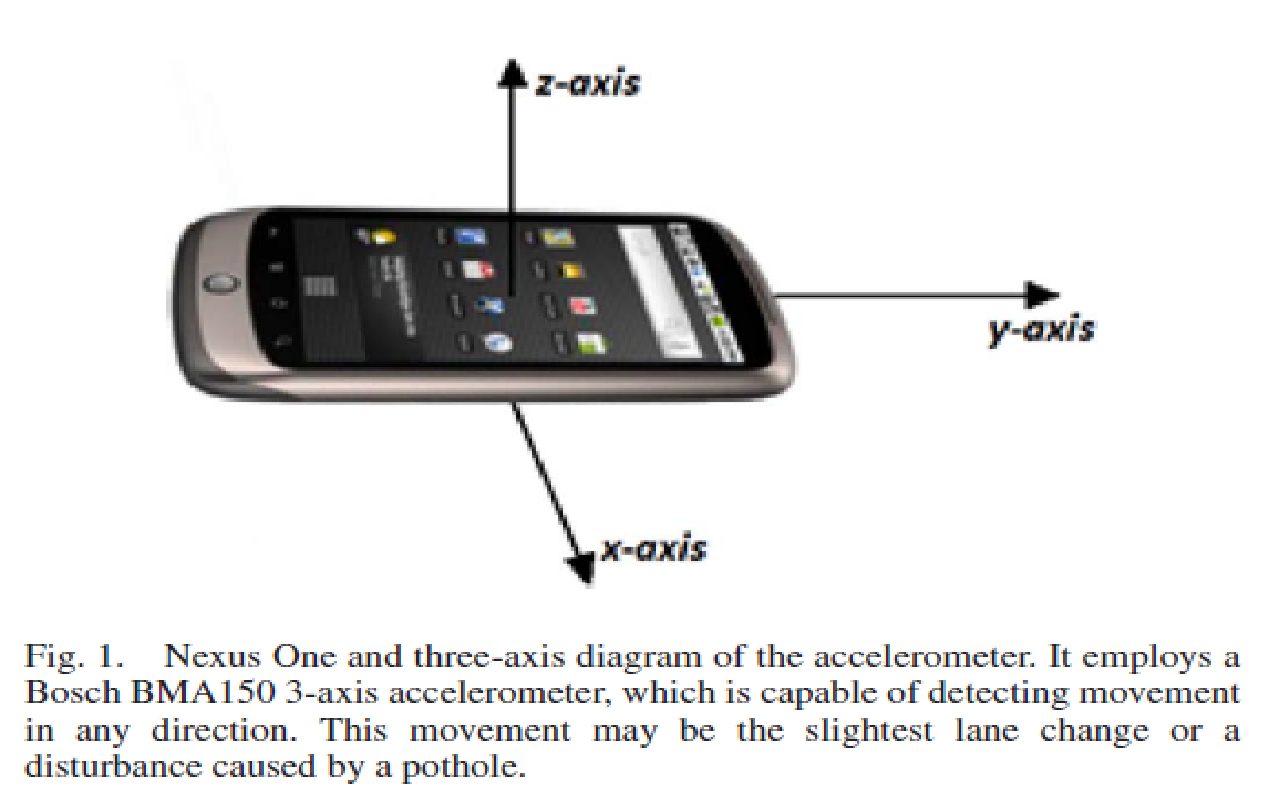 z-axis
y-axis
x-axis
Fig. 1. Nexus One and three-axis diagram of the accelerometer. It employs a
Bosch BMA150 3-axis accelerometer, which is capable of detecting movement
in any direction. This movement may be the slightest lane change or a
disturbance caused by a pothole.